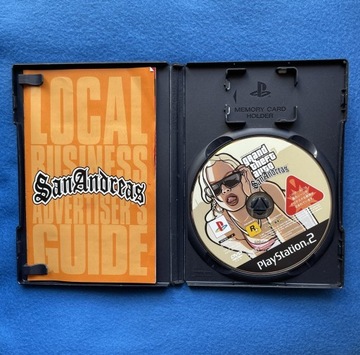 LOCAL
BUSINESS
San Andreas
ADVERTISER'S
GUIDE
MEMORY CARD
HOLDER
grand
theft
auto
San Andreas
R
PlayStation 2